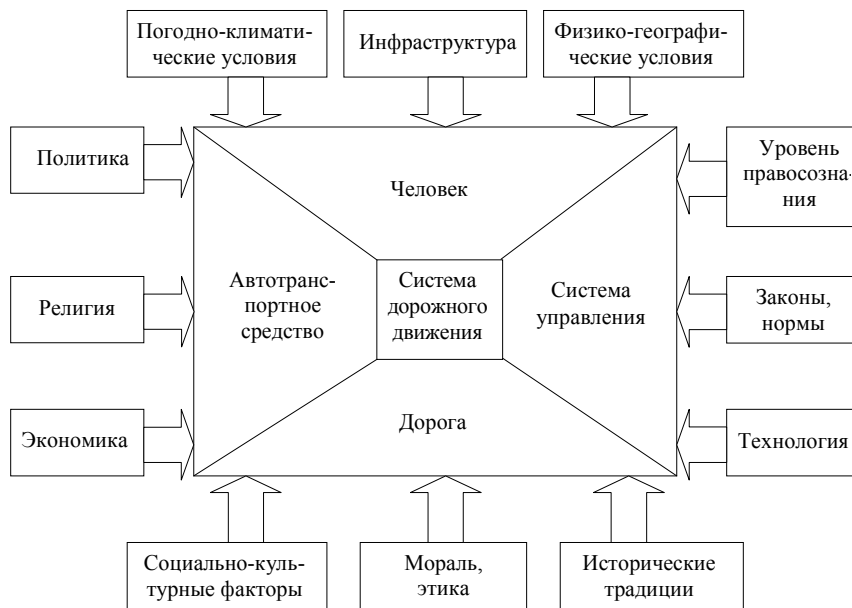 Погодно-климати-
ческие условия
Инфраструктура
Физико-географи-
ческие условия
Политика
Человек
Уровень
правосозна-
ния
Религия
Автотранс-
портное
средство
Система
дорожного
движения
Система
управления
Законы,
нормы
Экономика
Дорога
Технология
Социально-куль-
турные факторы
Мораль,
этика
Исторические
традиции